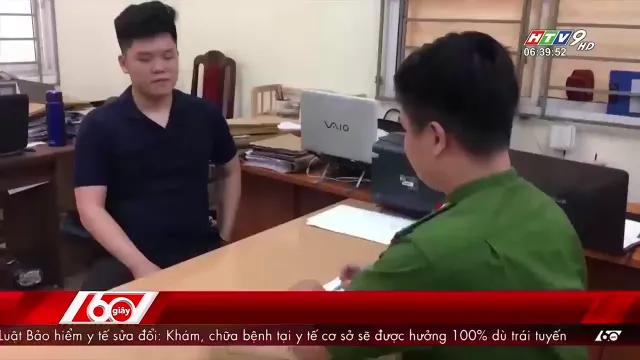 HTV9 HD
06:39:52
VAIO
60 giây
Luật Bảo hiểm y tế sửa đổi: Khám, chữa bệnh tại y tế cơ sở sẽ được hưởng 100% dù trái tuyến
60